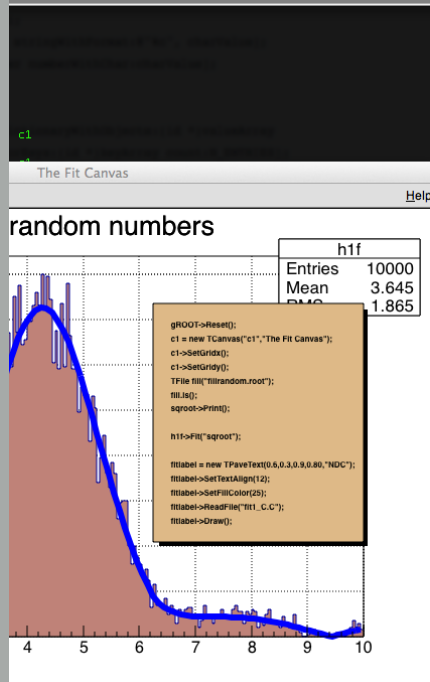 c1
The Fit Canvas
Help
random numbers
h1f
Entries 10000
Mean 3.645
RMS 1.865
gROOT->Reset();
c1 = new TCanvas("c1","The Fit Canvas");
c1->SetGridx();
c1->SetGridy();
TFile fill("fillrandom.root");
fill.ls();
sqroot->Print();
h1f->Fit("sqroot");
fitlabel = new TPaveText(0.6,0.3,0.9,0.80,"NDC");
fitlabel->SetTextAlign(12);
fitlabel->SetFillColor(25);
fitlabel->ReadFile("fit1_C.C");
fitlabel->Draw();
4 5 6 7 8 9 10